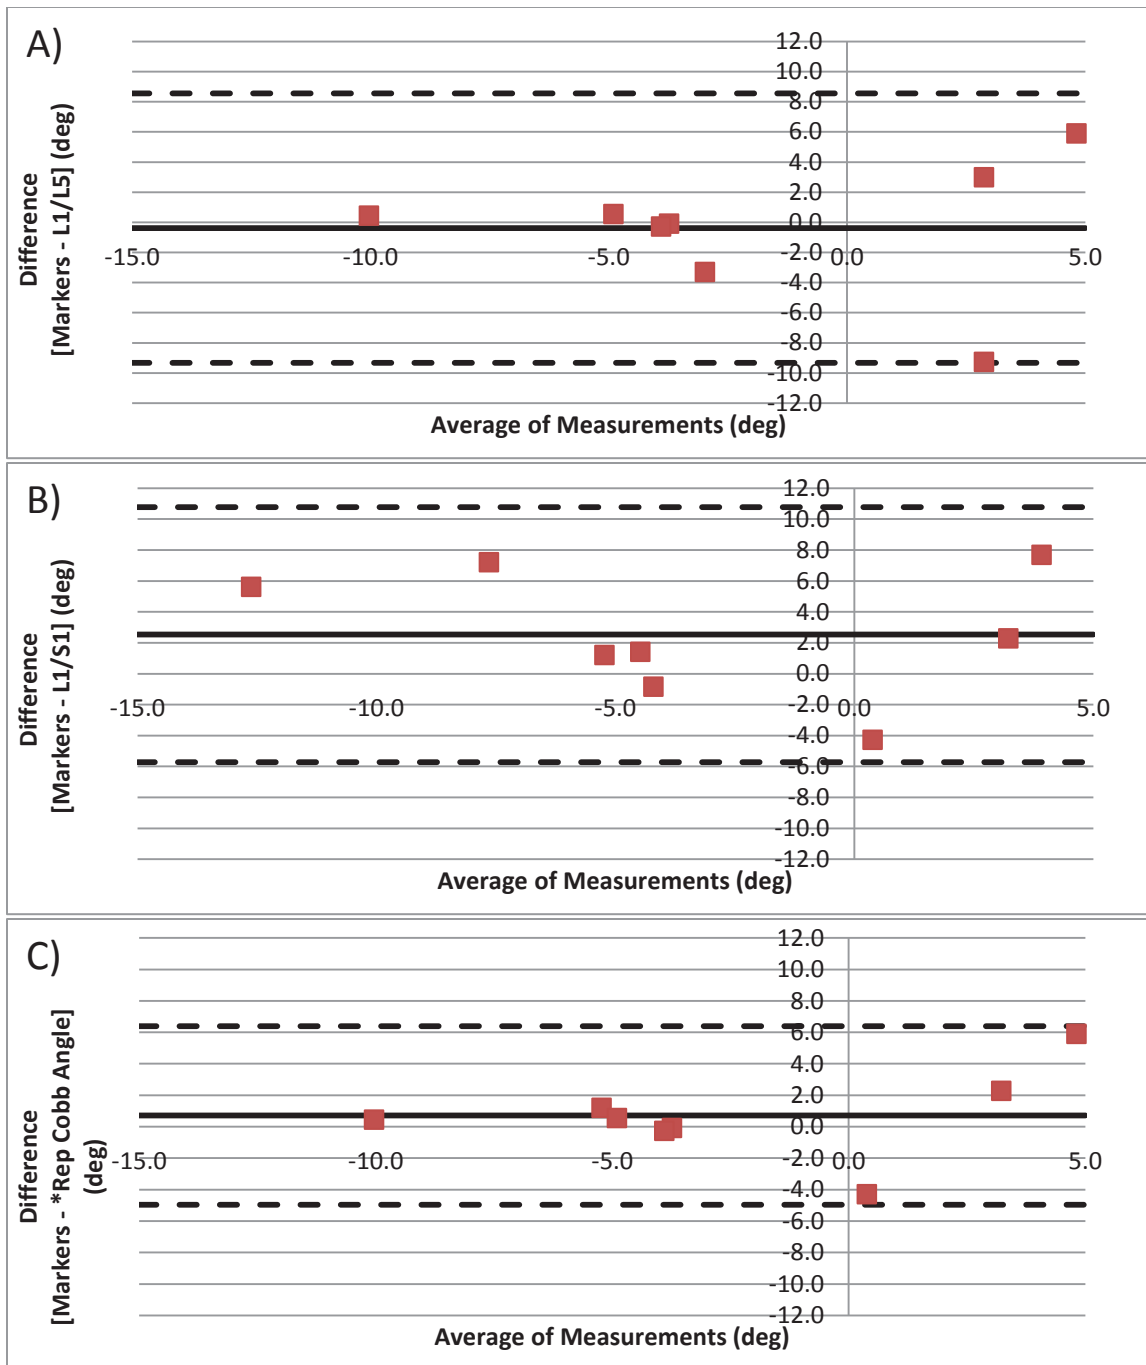 A)
Difference
[Markers - L1/L5] (deg)
12.0
10.0
8.0
6.0
4.0
2.0
0.0
-2.0
-4.0
-6.0
-8.0
-10.0
-12.0
-15.0 -10.0 -5.0 0.0 5.0
Average of Measurements (deg)
B)
Difference
[Markers - L1/S1] (deg)
12.0
10.0
8.0
6.0
4.0
2.0
0.0
-2.0
-4.0
-6.0
-8.0
-10.0
-12.0
-15.0 -10.0 -5.0 0.0 5.0
Average of Measurements (deg)
C)
Difference
[Markers - *Rep Cobb Angle]
(deg)
12.0
10.0
8.0
6.0
4.0
2.0
0.0
-2.0
-4.0
-6.0
-8.0
-10.0
-12.0
-15.0 -10.0 -5.0 0.0 5.0
Average of Measurements (deg)